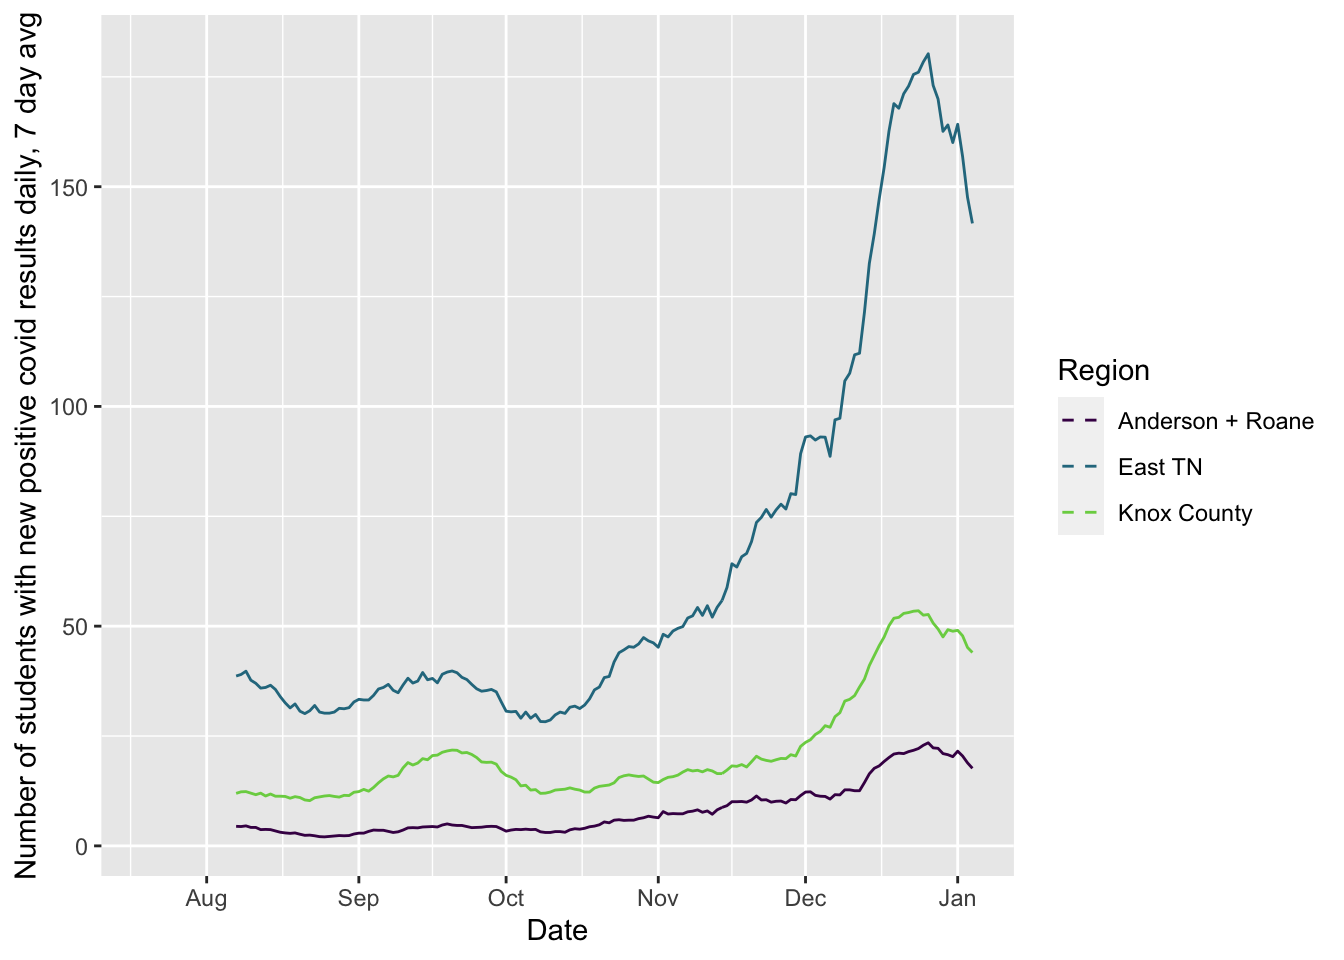 Number of students with new positive covid results daily, 7 day avg
150
100
50
0
Aug Sep Oct Nov Dec Jan
Date
Region
Anderson + Roane
East TN
Knox County